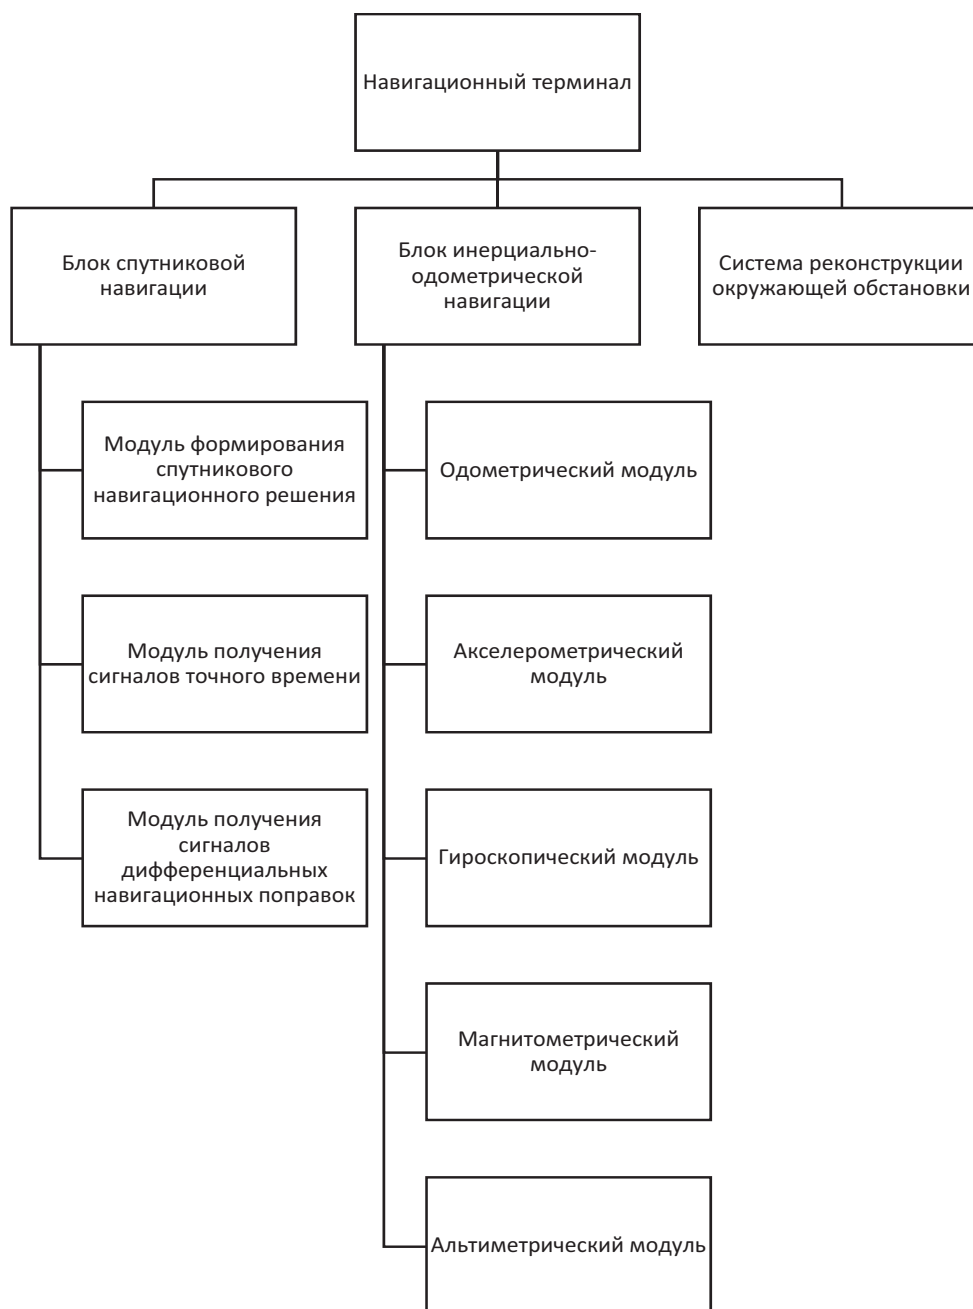 Навигационный терминал
Блок спутниковой
навигации
Блок инерциально-
одометрической
навигации
Система реконструкции
окружающей обстановки
Модуль формирования
спутникового
навигационного решения
Модуль получения
сигналов точного времени
Модуль получения
сигналов
дифференциальных
навигационных поправок
Одометрический модуль
Акселерометрический
модуль
Гироскопический модуль
Магнитометрический
модуль
Альтиметрический модуль